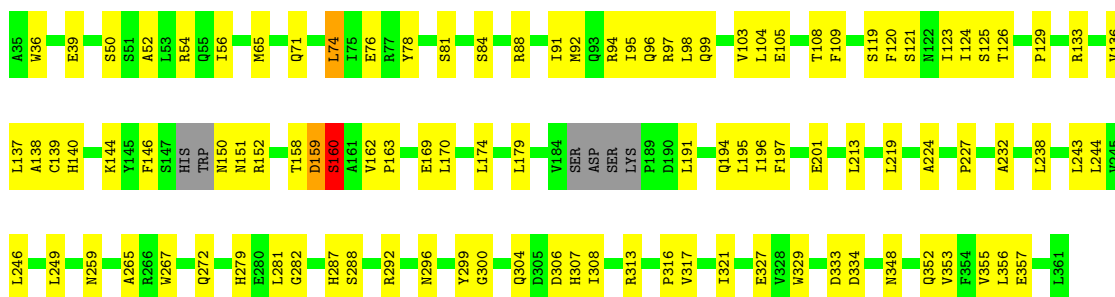 A35 W36 E39 S50 S51 A52 L53 R54 Q55 I56 M65 Q71 L74 I75 E76 R77 Y78 S81 S84 R88 I91 M92 Q93 R94 I95 Q96 R97 L98 Q99 V103 L104 E105 T108 F109 S119 F120 S121 N122 I123 I124 S125 T126 P129 R133 V136
L137 A138 C139 H140 K144 Y145 F146 S147 HIS TRP N150 N151 R152 T158 D159 S160 A161 V162 P163 E169 L170 L174 L179 V184 SER ASP SER LYS P189 D190 L191 Q194 L195 I196 F197 E201 L213 L219 A224 P227 A232 L238 L243 L244 V245
L246 L249 N259 A265 R266 W267 Q272 H279 E280 L281 G282 H287 S288 R292 N296 Y299 G300 Q304 D305 D306 H307 I308 R313 P316 V317 I321 E327 V328 W329 D333 D334 N348 Q352 V353 F354 V355 L356 E357 L361